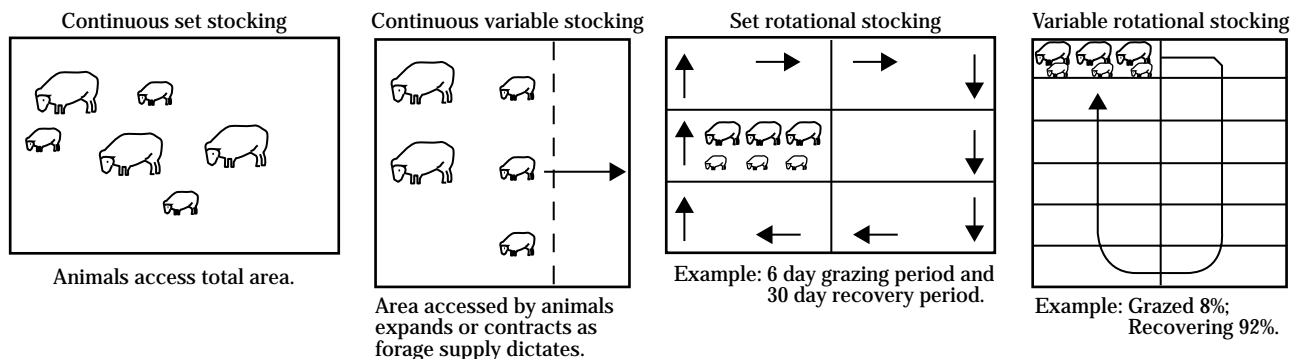 Continuous set stocking
Animals access total area.
Continuous variable stocking
Area accessed by animals
expands or contracts as
forage supply dictates.
Set rotational stocking
Example: 6 day grazing period and
30 day recovery period.
Variable rotational stocking
Example: Grazed 8%;
Recovering 92%.